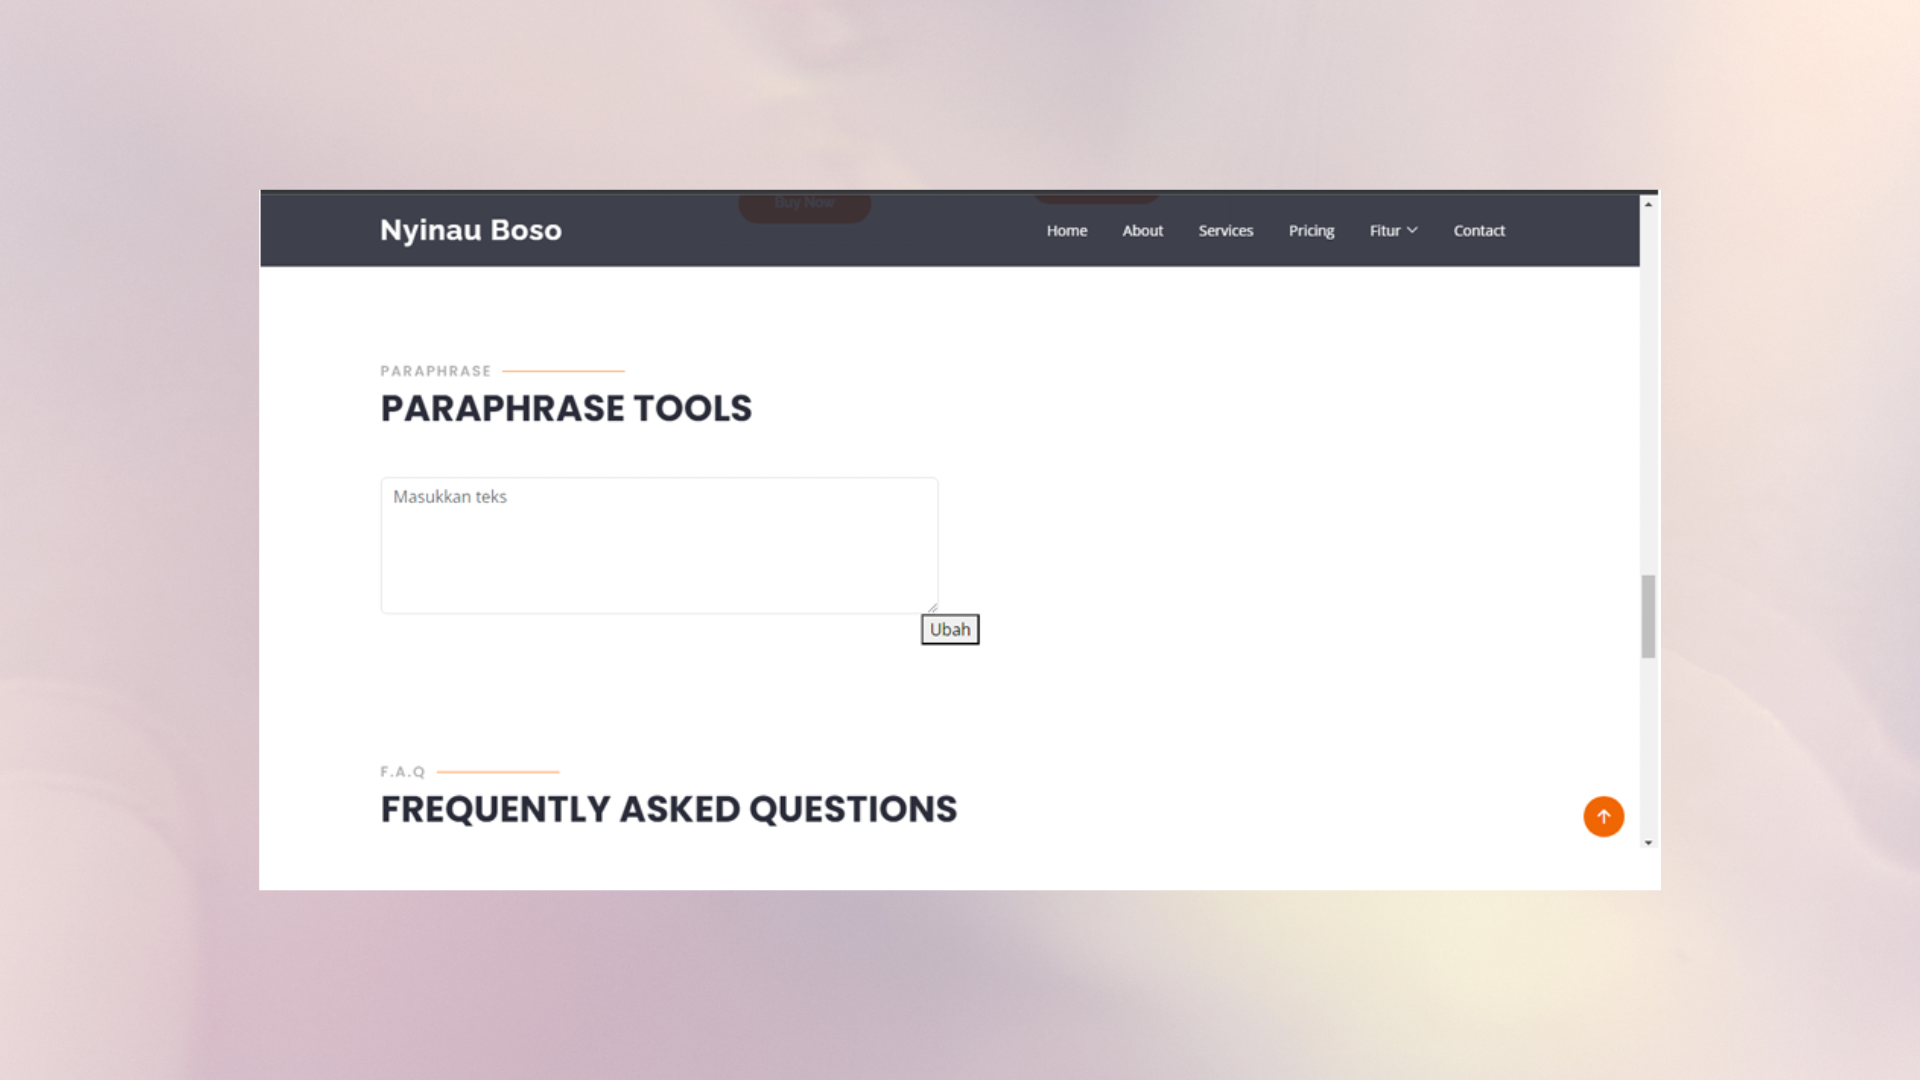 Buy Now
Nyinau Boso
Home About Services Pricing Fitur Contact
PARAPHRASE
PARAPHRASE TOOLS
Masukkan teks
Ubah
F.A.Q
FREQUENTLY ASKED QUESTIONS